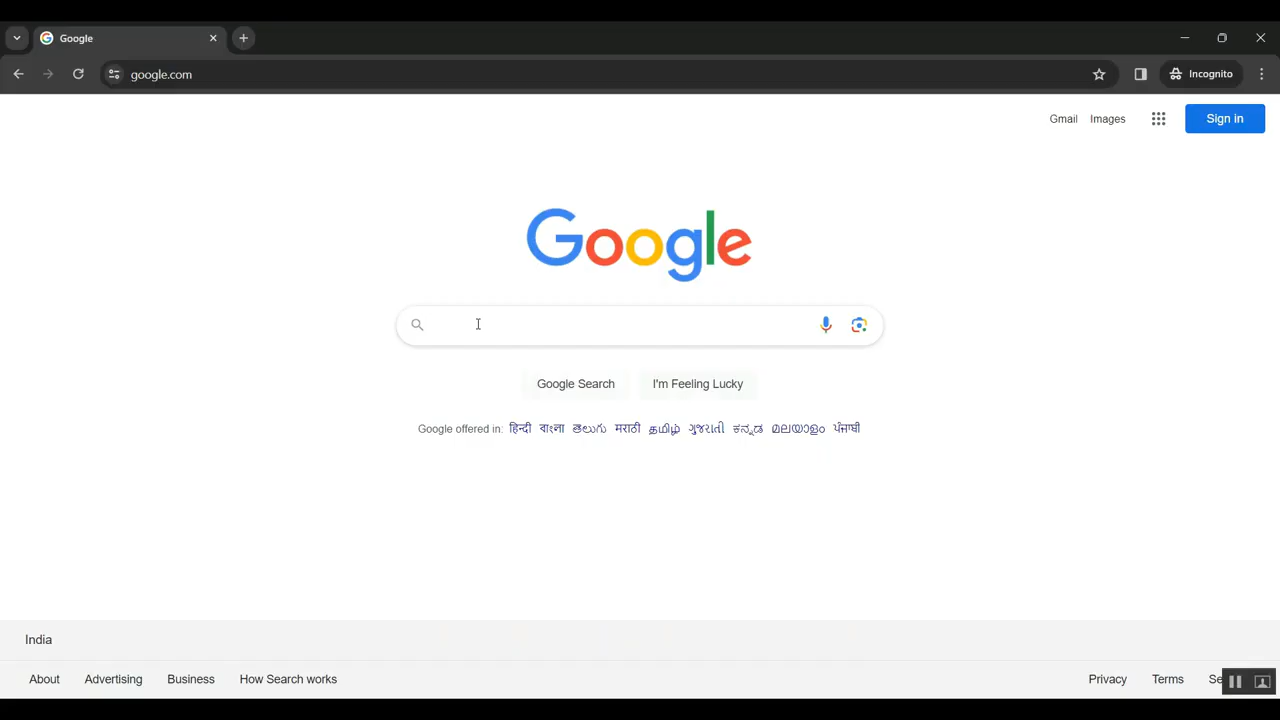 Google
google.com
Incognito
Gmail Images Sign in
Google
Google Search I'm Feeling Lucky
Google offered in: हिन्दी বাংলা తెలుగు मराठी தமிழ் ગુજરાતી ಕನ್ನಡ മലയാളം ਪੰਜਾਬੀ
India
About Advertising Business How Search works Privacy Terms Se